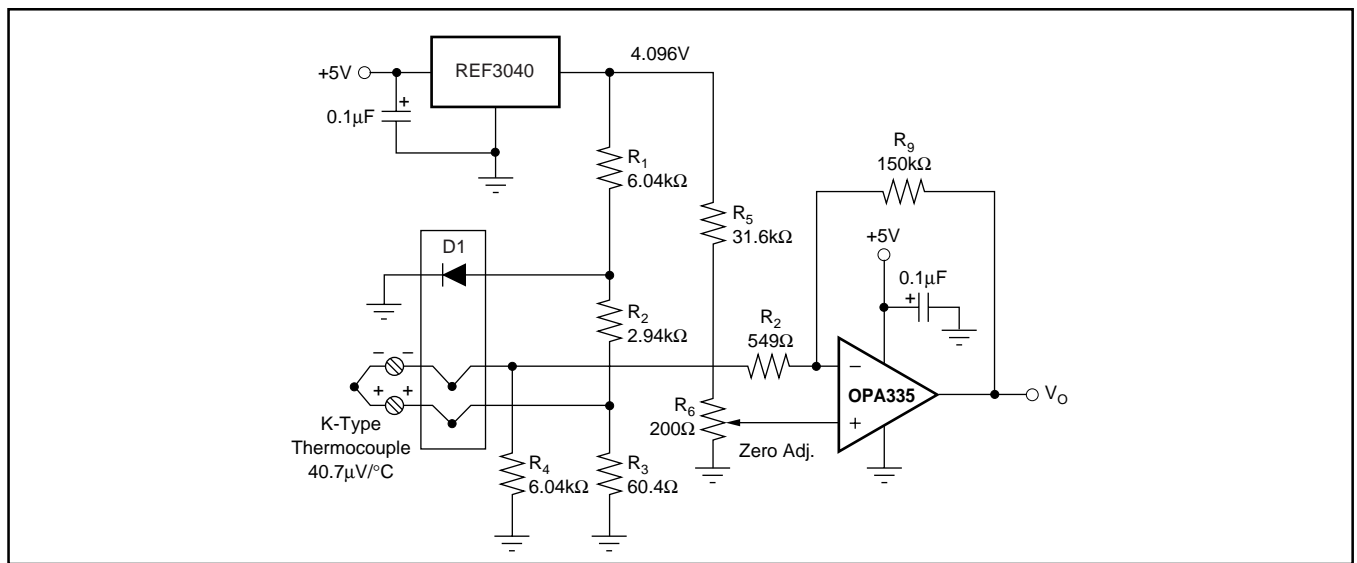 4.096V
+5V
REF3040
+
0.1μF
R1
6.04kΩ
R9
150kΩ
R5
31.6kΩ
+5V
D1
0.1μF
+
R2
2.94kΩ
R2
549Ω
− −
−
OPA335
VO
+ +
R6
200Ω
+
Zero Adj.
K-Type
Thermocouple
40.7μV/°C
R4
6.04kΩ
R3
60.4Ω